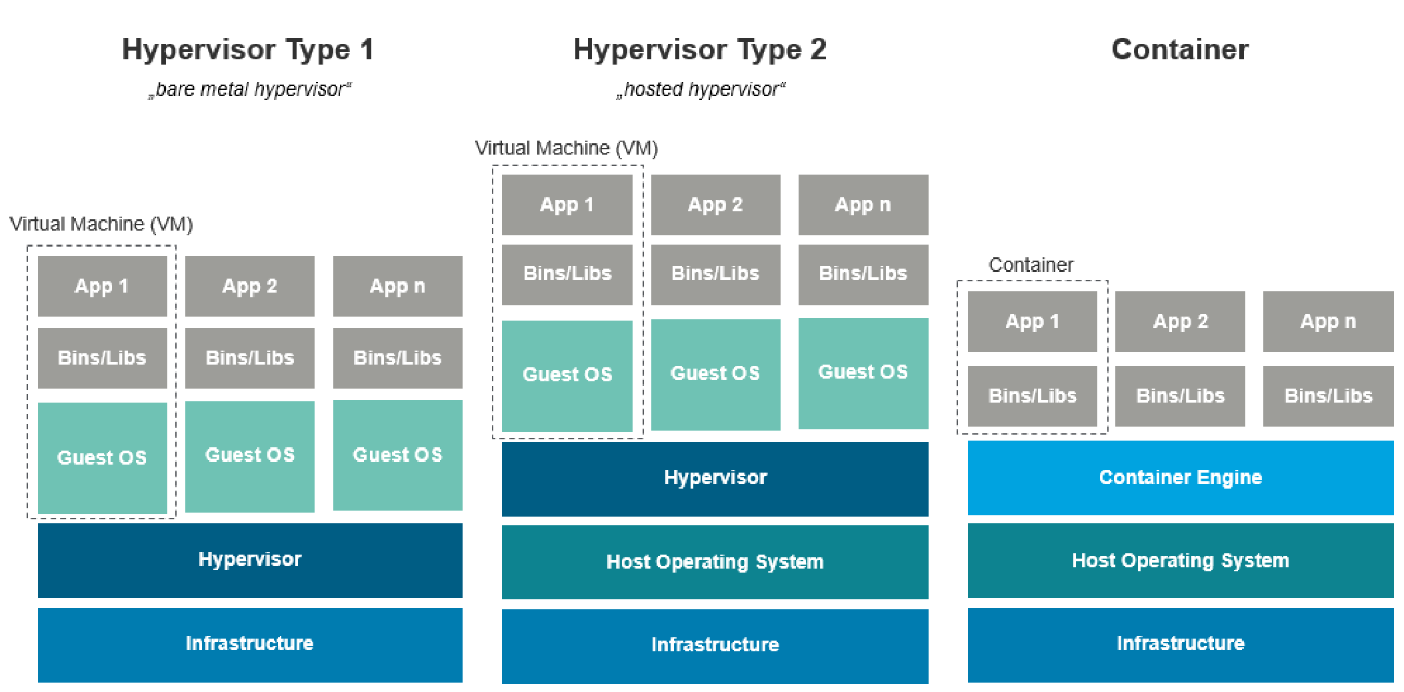 Hypervisor Type 1
„bare metal hypervisor“
Virtual Machine (VM)
App 1
App 2
App n
Bins/Libs
Bins/Libs
Bins/Libs
Guest OS
Guest OS
Guest OS
Hypervisor
Infrastructure
Hypervisor Type 2
„hosted hypervisor“
Virtual Machine (VM)
App 1
App 2
App n
Bins/Libs
Bins/Libs
Bins/Libs
Guest OS
Guest OS
Guest OS
Hypervisor
Host Operating System
Infrastructure
Container
Container
App 1
App 2
App n
Bins/Libs
Bins/Libs
Bins/Libs
Container Engine
Host Operating System
Infrastructure